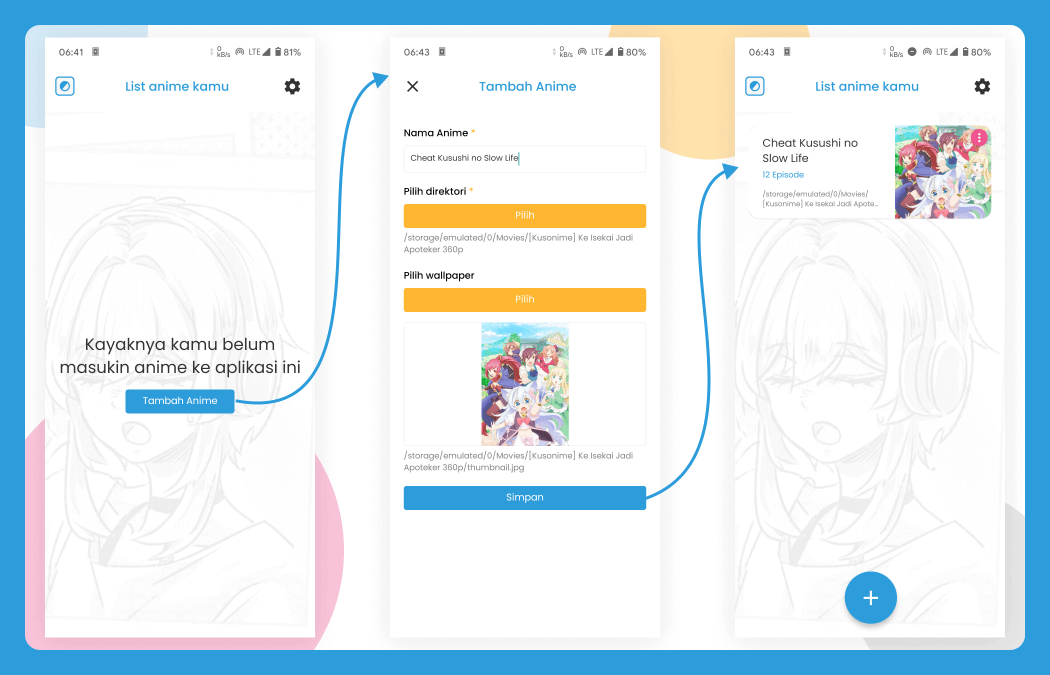 06:41
0
KB/s
LTE
81%
List anime kamu
Kayaknya kamu belum
masukin anime ke aplikasi ini
Tambah Anime
06:43
0
KB/s
LTE
80%
Tambah Anime
Nama Anime *
Cheat Kusushi no Slow Life
Pilih direktori *
Pilih
/storage/emulated/0/Movies/[Kusonime] Ke Isekai Jadi
Apoteker 360p
Pilih wallpaper
Pilih
/storage/emulated/0/Movies/[Kusonime] Ke Isekai Jadi
Apoteker 360p/thumbnail.jpg
Simpan
06:43
0
KB/s
LTE
80%
List anime kamu
Cheat Kusushi no
Slow Life
12 Episode
/storage/emulated/0/Movies/
[Kusonime] Ke Isekai Jadi Apote...
+